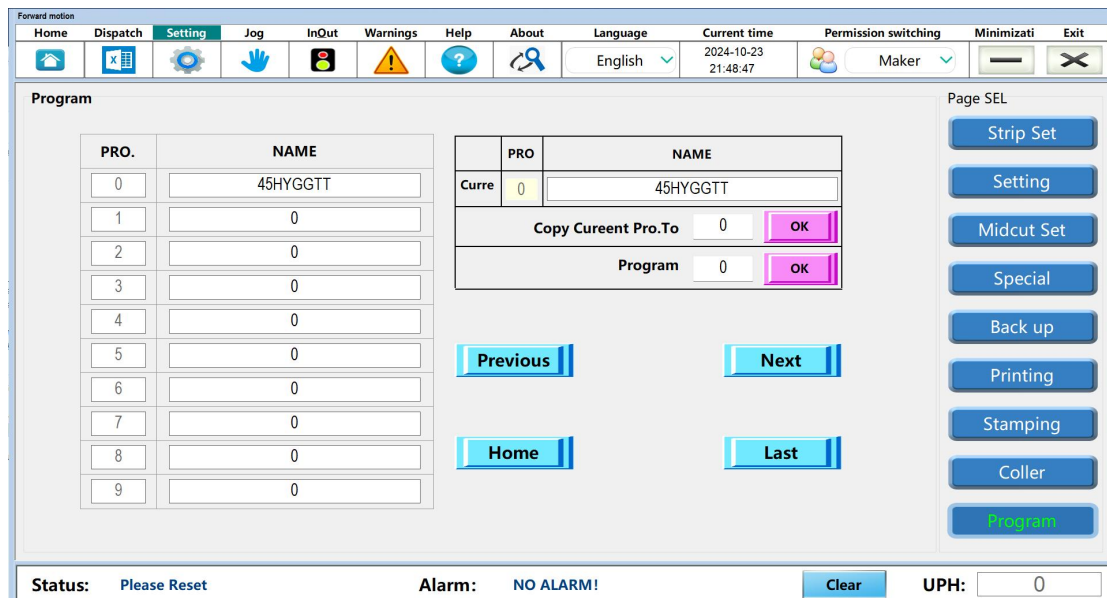 Forward motion
Home Dispatch Setting Jog InOut Warnings Help About Language Current time Permission switching Minimizati Exit
English 2024-10-23 21:48:47 Maker
Program
Page SEL
PRO. NAME
0 45HYGGTT
1 0
2 0
3 0
4 0
5 0
6 0
7 0
8 0
9 0
PRO NAME
Curre 0 45HYGGTT
Copy Cureent Pro.To 0 OK
Program 0 OK
Previous Next
Home Last
Strip Set
Setting
Midcut Set
Special
Back up
Printing
Stamping
Coller
Program
Status: Please Reset Alarm: NO ALARM! Clear UPH: 0